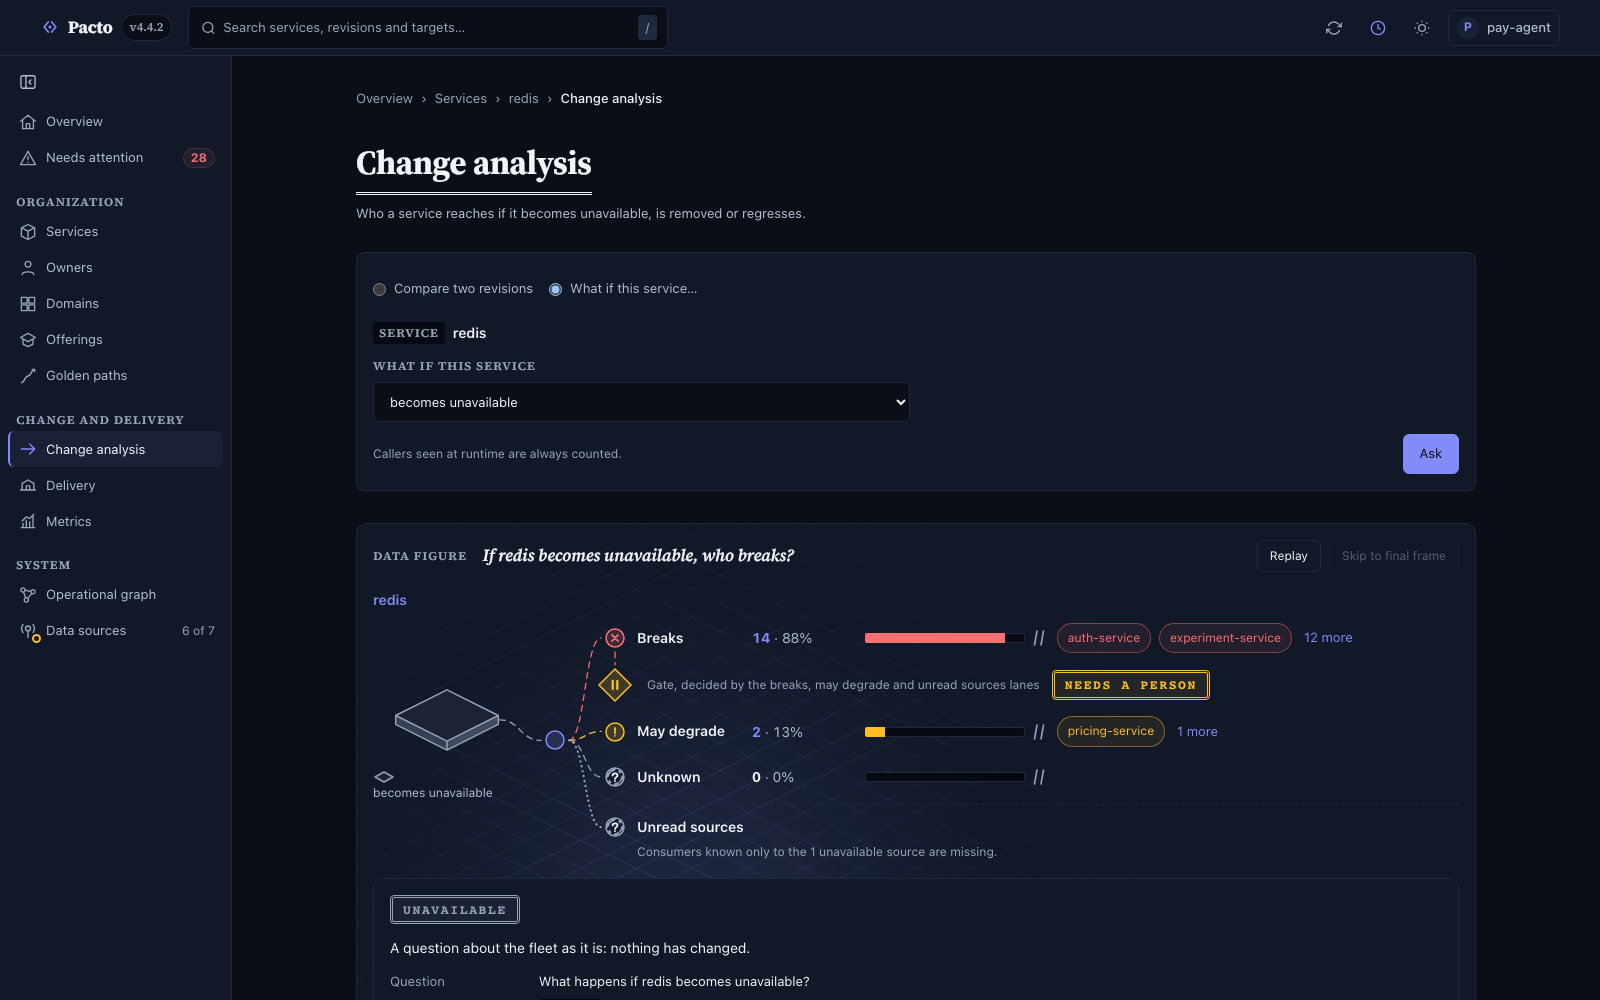 Pacto v4.4.2 Search services, revisions and targets... / P pay-agent
Overview
Needs attention 28
ORGANIZATION
Services
Owners
Domains
Offerings
Golden paths
CHANGE AND DELIVERY
Change analysis
Delivery
Metrics
SYSTEM
Operational graph
Data sources 6 of 7
Overview › Services › redis › Change analysis
Change analysis
Who a service reaches if it becomes unavailable, is removed or regresses.
Compare two revisions What if this service...
SERVICE redis
WHAT IF THIS SERVICE
becomes unavailable
Callers seen at runtime are always counted. Ask
DATA FIGURE If redis becomes unavailable, who breaks? Replay Skip to final frame
redis
Breaks 14 · 88% // auth-service experiment-service 12 more
Gate, decided by the breaks, may degrade and unread sources lanes NEEDS A PERSON
May degrade 2 · 13% // pricing-service 1 more
Unknown 0 · 0% //
becomes unavailable
Unread sources
Consumers known only to the 1 unavailable source are missing.
UNAVAILABLE
A question about the fleet as it is: nothing has changed.
Question What happens if redis becomes unavailable?